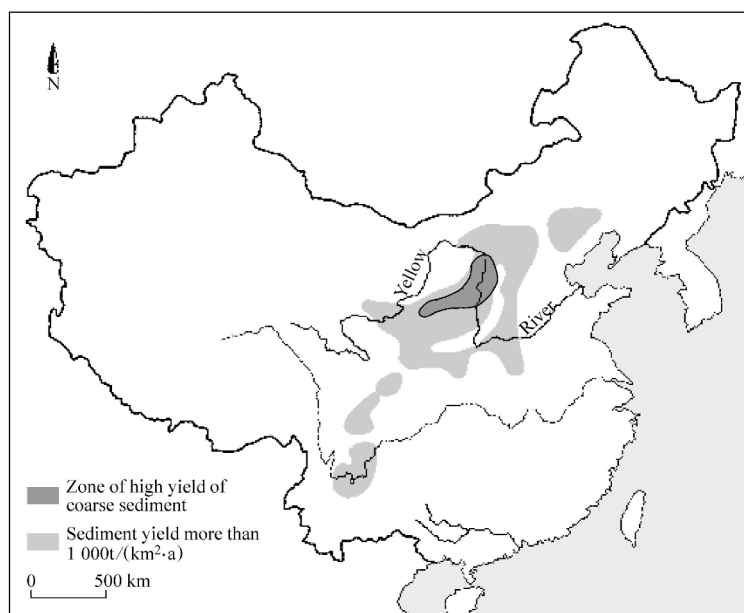 N
Yellow
River
Zone of high yield of
coarse sediment
Sediment yield more than
1 000t/(km²·a)
0 500 km